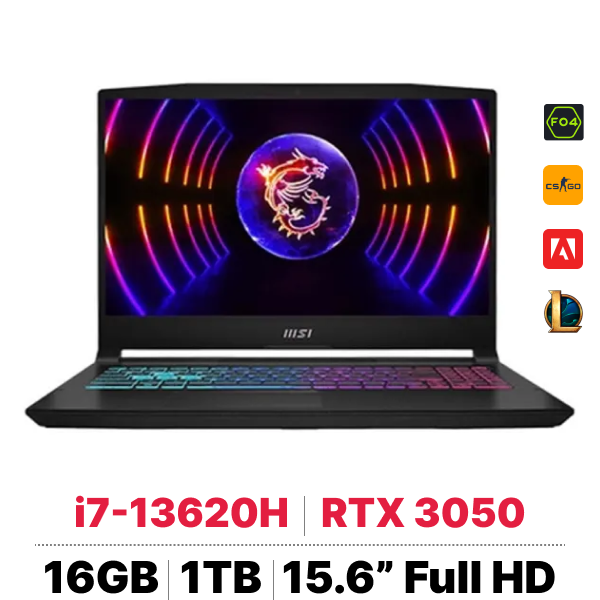 FO4
CS GO
L
msi
i7-13620H | RTX 3050
16GB | 1TB | 15.6” Full HD